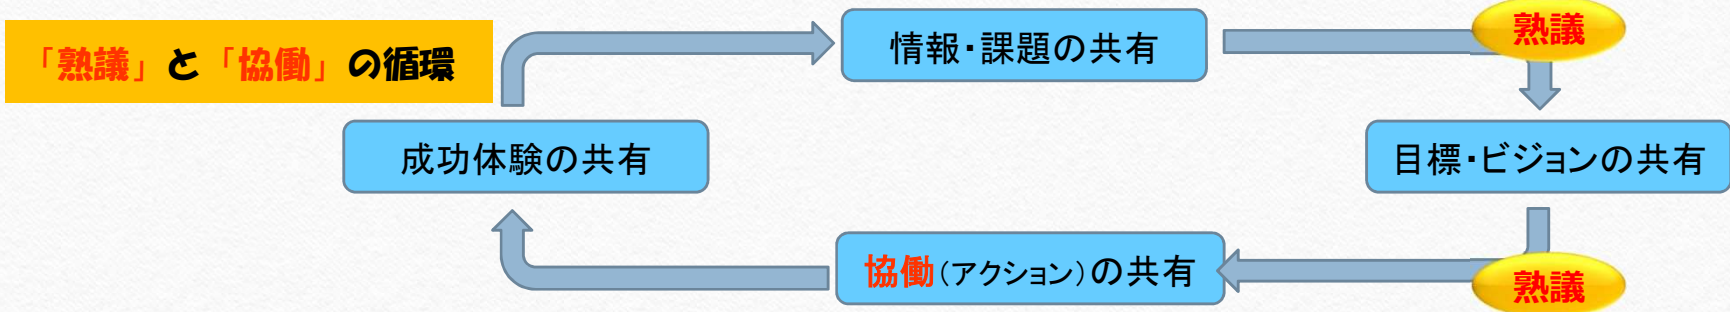 「熟議」と「協働」の循環
情報・課題の共有
熟議
目標・ビジョンの共有
熟議
協働(アクション)の共有
成功体験の共有